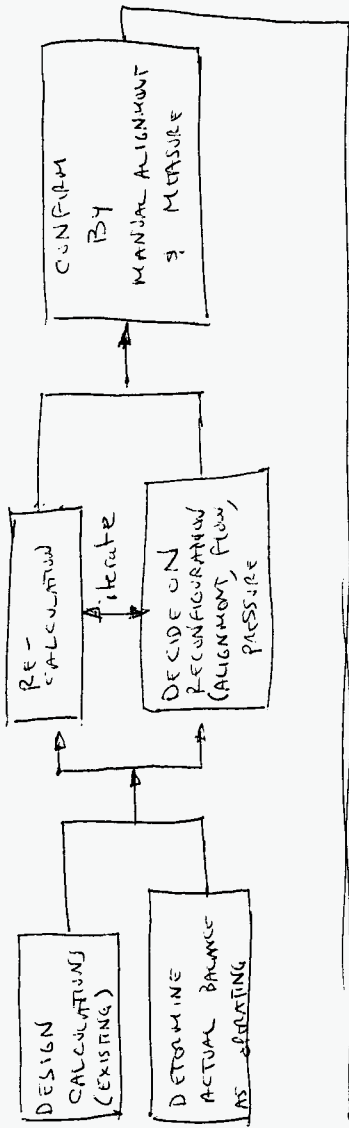 DESIGN
CALCULATIONS
(EXISTING)
DETERMINE
ACTUAL BALANCE
AS OPERATING
RE-
CALCULATION
iterate
DECIDE ON
RECONFIGURATION
(ALIGNMENT, FLOW,
PRESSURE
CONFIRM
BY
MANUAL ALIGNMENT
& MEASURE